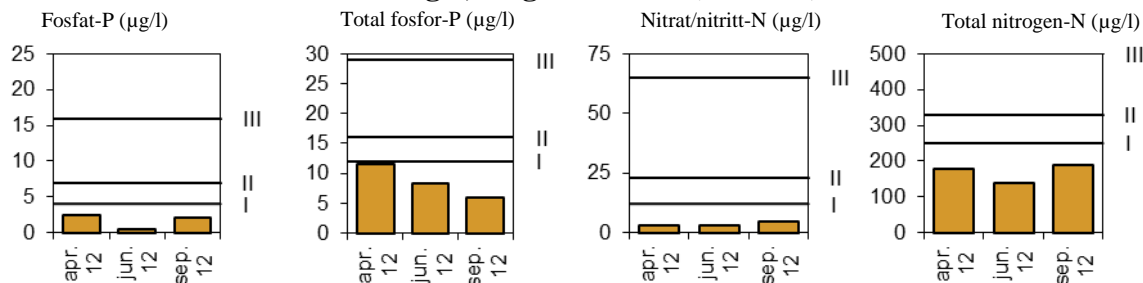 Fosfat-P (µg/l)
25
20
15
10
5
0
III
II
I
apr. 12
jun. 12
sep. 12
Total fosfor-P (µg/l)
30
25
20
15
10
5
0
III
II
I
apr. 12
jun. 12
sep. 12
Nitrat/nitritt-N (µg/l)
75
50
25
0
III
II
I
apr. 12
jun. 12
sep. 12
Total nitrogen-N (µg/l)
500
400
300
200
100
0
III
II
I
apr. 12
jun. 12
sep. 12